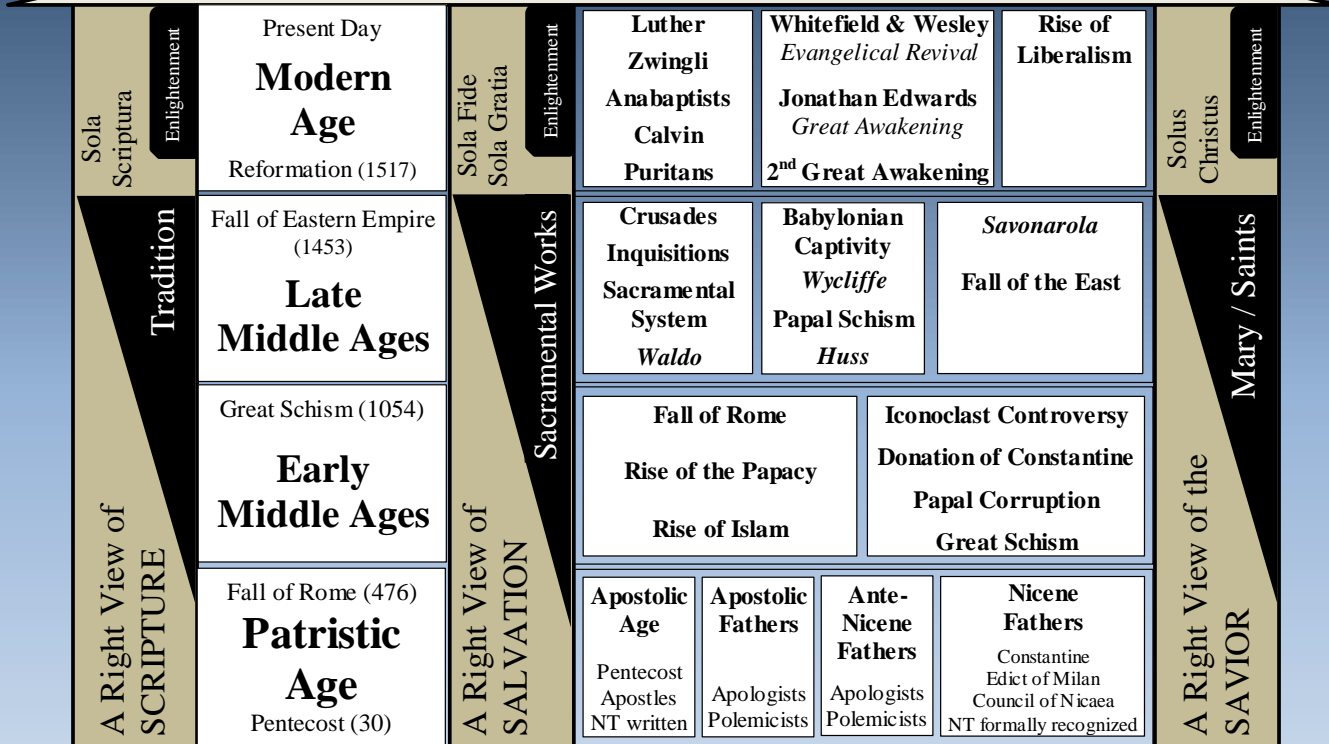 Sola
Scriptura
Enlightenment
Tradition
A Right View of
SCRIPTURE
Present Day
Modern
Age
Reformation (1517)
Fall of Eastern Empire
(1453)
Late
Middle Ages
Great Schism (1054)
Early
Middle Ages
Fall of Rome (476)
Patristic
Age
Pentecost (30)
Sola Fide
Sola Gratia
Enlightenment
Sacramental Works
A Right View of
SALVATION
Luther
Zwingli
Anabaptists
Calvin
Puritans
Whitefield & Wesley
Evangelical Revival
Jonathan Edwards
Great Awakening
2nd Great Awakening
Rise of
Liberalism
Crusades
Inquisitions
Sacramental
System
Waldo
Babylonian
Captivity
Wycliffe
Papal Schism
Huss
Savonarola
Fall of the East
Fall of Rome
Rise of the Papacy
Rise of Islam
Iconoclast Controversy
Donation of Constantine
Papal Corruption
Great Schism
Apostolic
Age
Pentecost
Apostles
NT written
Apostolic
Fathers
Apologists
Polemicists
Ante-
Nicene
Fathers
Apologists
Polemicists
Nicene
Fathers
Constantine
Edict of Milan
Council of Nicaea
NT formally recognized
Solus
Christus
Enlightenment
Mary / Saints
A Right View of the
SAVIOR